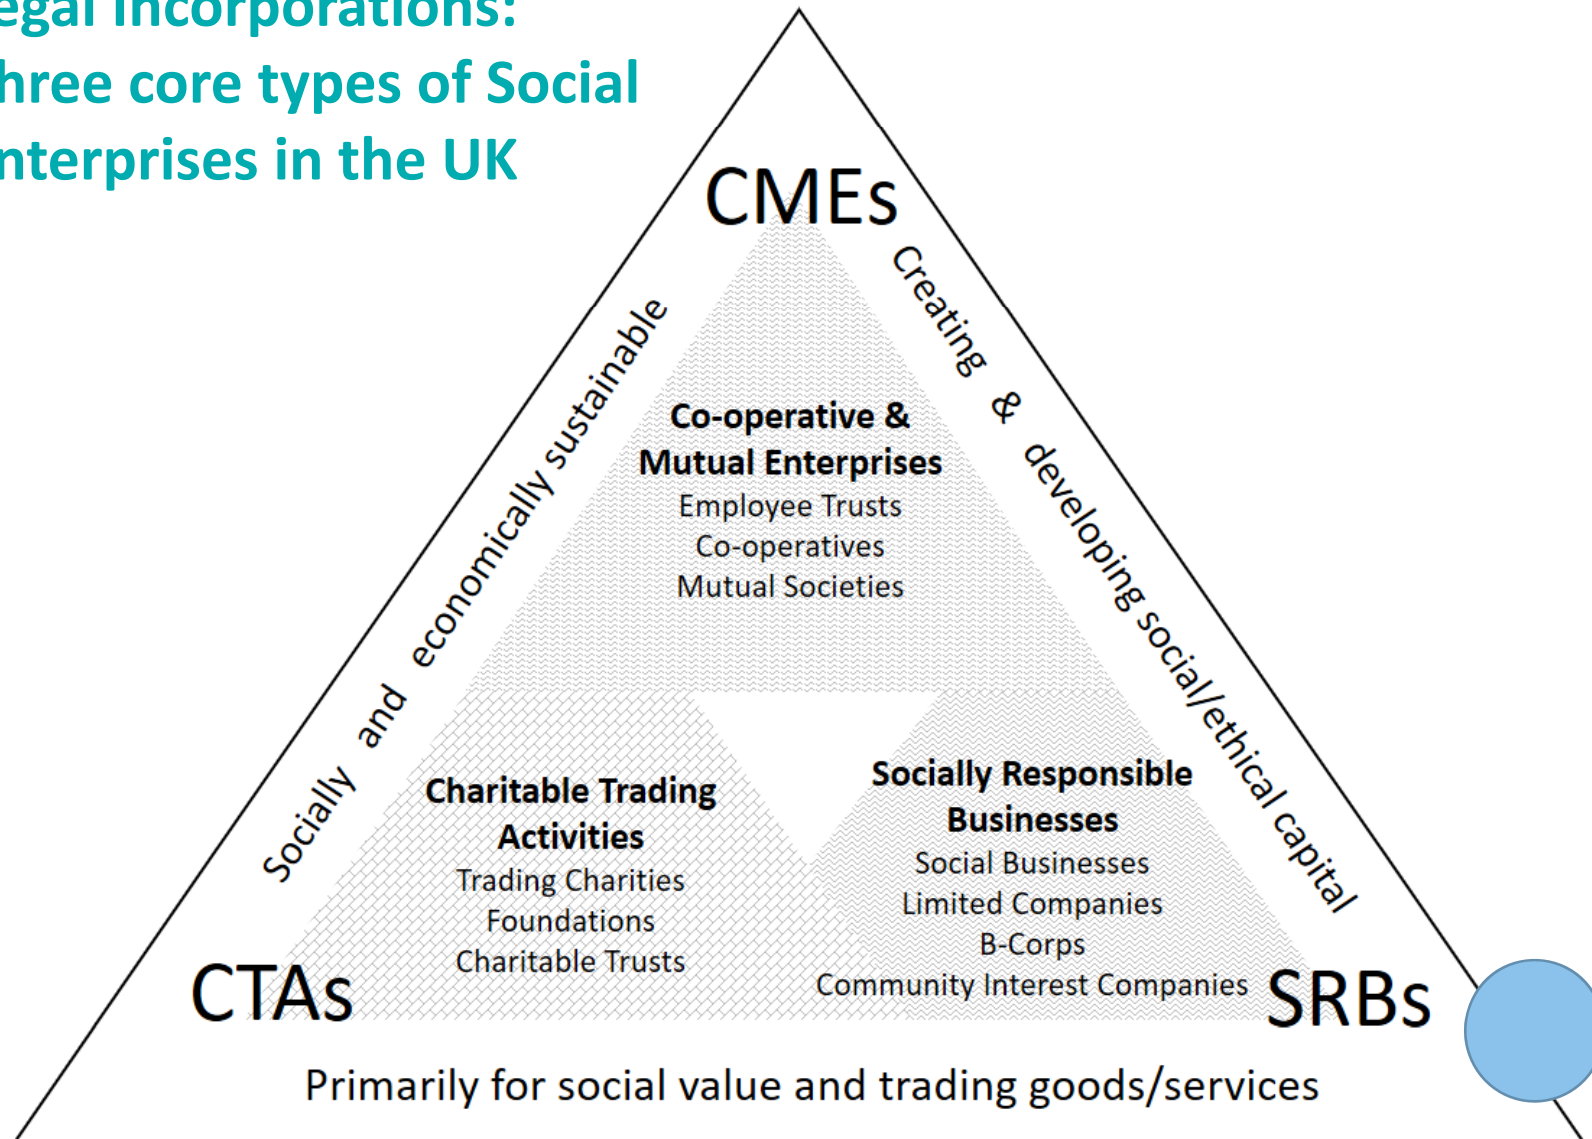 egal incorporations:
hree core types of Social
nterprises in the UK
CMEs
Socially and economically sustainable
Creating & developing social/ethical capital
Co-operative &
Mutual Enterprises
Employee Trusts
Co-operatives
Mutual Societies
Charitable Trading
Activities
Trading Charities
Foundations
Charitable Trusts
Socially Responsible
Businesses
Social Businesses
Limited Companies
B-Corps
Community Interest Companies
CTAs
SRBs
Primarily for social value and trading goods/services